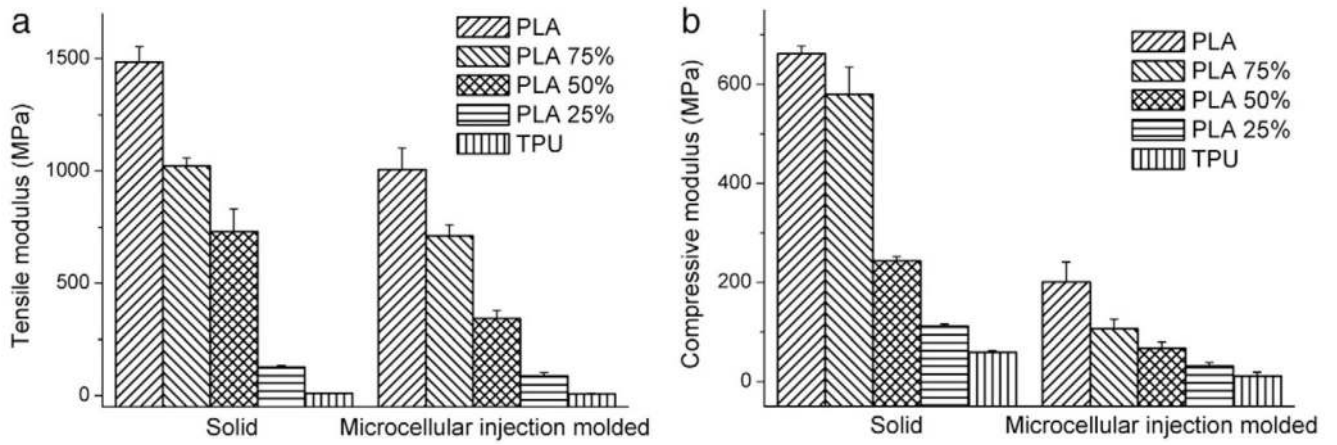 a
Tensile modulus (MPa)
1500
1000
500
0
PLA
PLA 75%
PLA 50%
PLA 25%
TPU
Solid
Microcellular injection molded
b
Compressive modulus (MPa)
600
400
200
0
PLA
PLA 75%
PLA 50%
PLA 25%
TPU
Solid
Microcellular injection molded